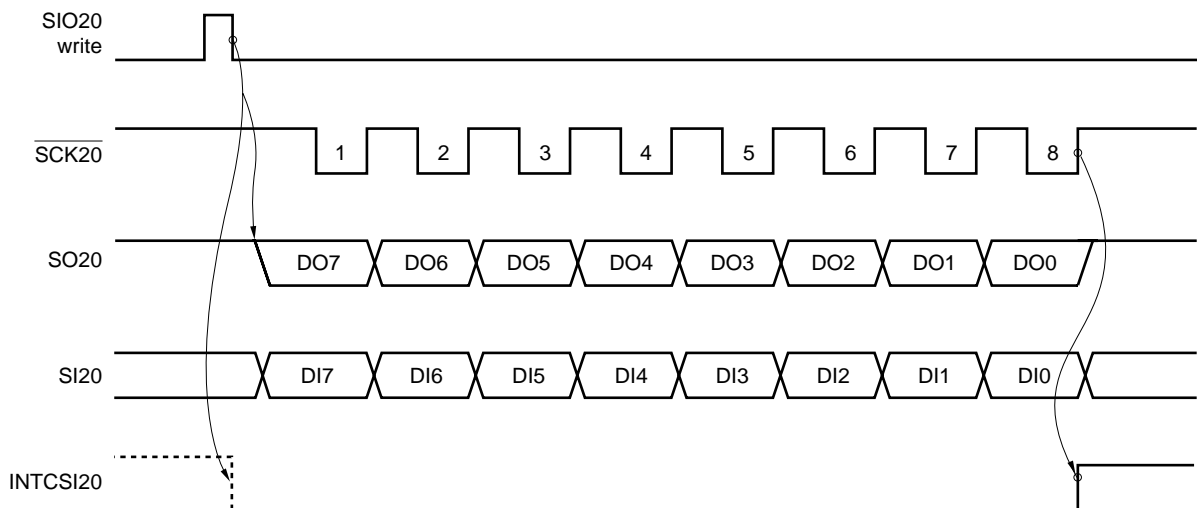 SIO20
write
SCK20
1 2 3 4 5 6 7 8
SO20
DO7 DO6 DO5 DO4 DO3 DO2 DO1 DO0
SI20
DI7 DI6 DI5 DI4 DI3 DI2 DI1 DI0
INTCSI20